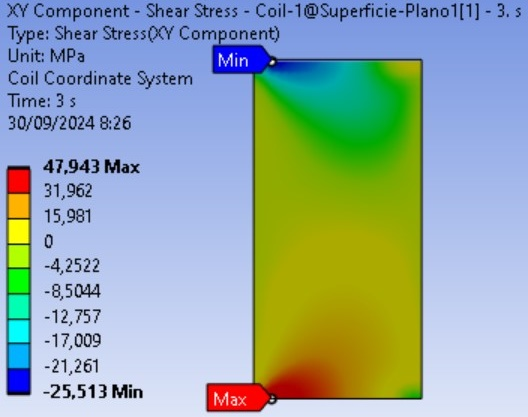 XY Component - Shear Stress - Coil-1@Superficie-Plano1[1] - 3. s
Type: Shear Stress(XY Component)
Unit: MPa
Coil Coordinate System
Time: 3 s
30/09/2024 8:26
Min
47,943 Max
31,962
15,981
0
-4,2522
-8,5044
-12,757
-17,009
-21,261
-25,513 Min
Max